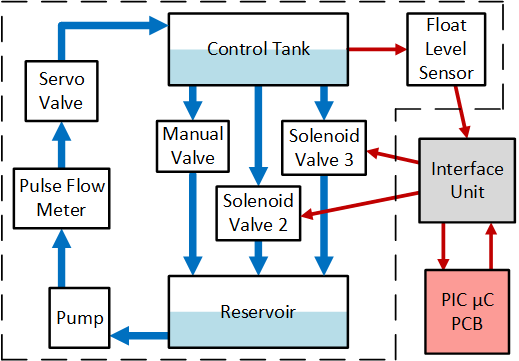 Control Tank
Float
Level
Sensor
Servo
Valve
Manual
Valve
Solenoid
Valve 3
Pulse Flow
Meter
Solenoid
Valve 2
Interface
Unit
Pump
Reservoir
PIC µC
PCB